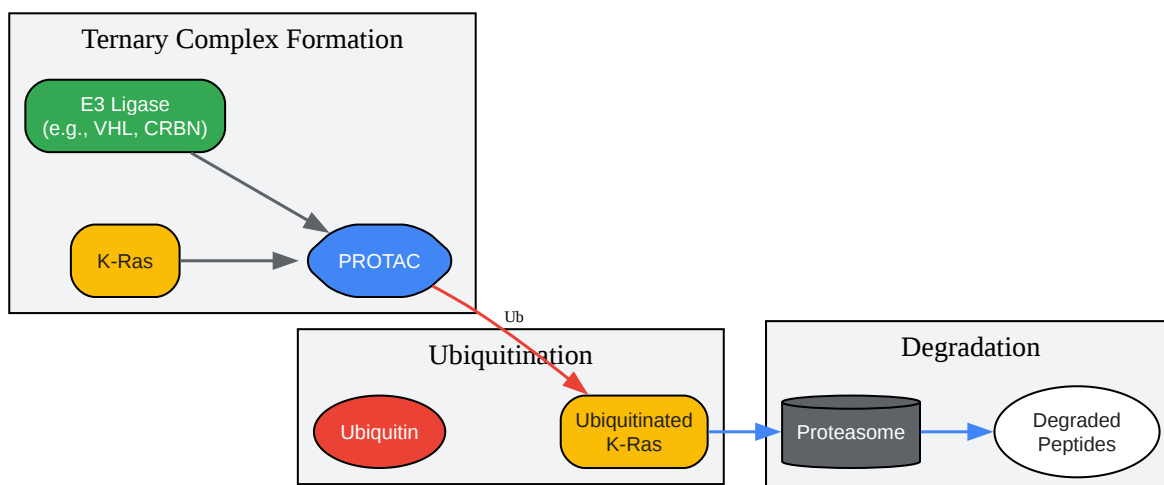 Ternary Complex Formation
E3 Ligase
(e.g., VHL, CRBN)
K-Ras
PROTAC
Ub
Ubiquitination
Ubiquitin
Ubiquitinated
K-Ras
Degradation
Proteasome
Degraded
Peptides